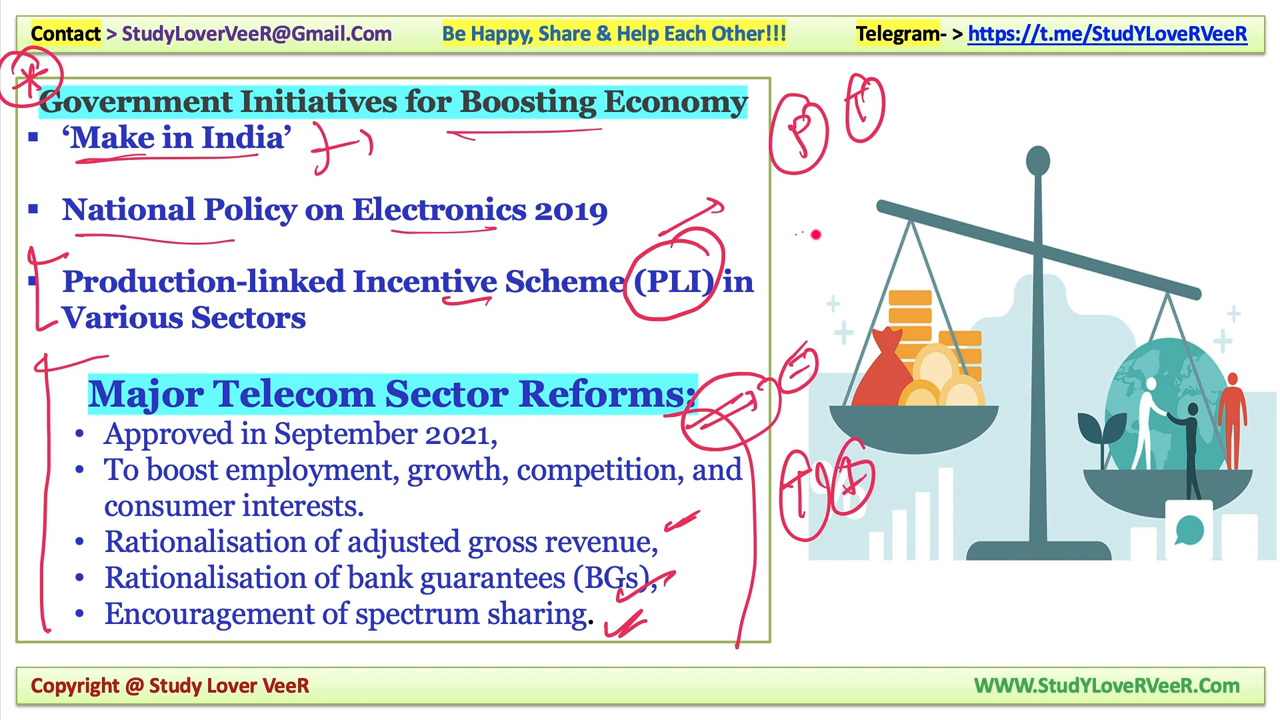 Contact > StudyLoverVeeR@Gmail.Com Be Happy, Share & Help Each Other!!! Telegram- > https://t.me/StudYLoveRVeeR
Government Initiatives for Boosting Economy
▪ ‘Make in India’
▪ National Policy on Electronics 2019
▪ Production-linked Incentive Scheme (PLI) in
Various Sectors
Major Telecom Sector Reforms:
• Approved in September 2021,
• To boost employment, growth, competition, and
consumer interests.
• Rationalisation of adjusted gross revenue,
• Rationalisation of bank guarantees (BGs),
• Encouragement of spectrum sharing.
Copyright @ Study Lover VeeR WWW.StudYLoveRVeeR.Com